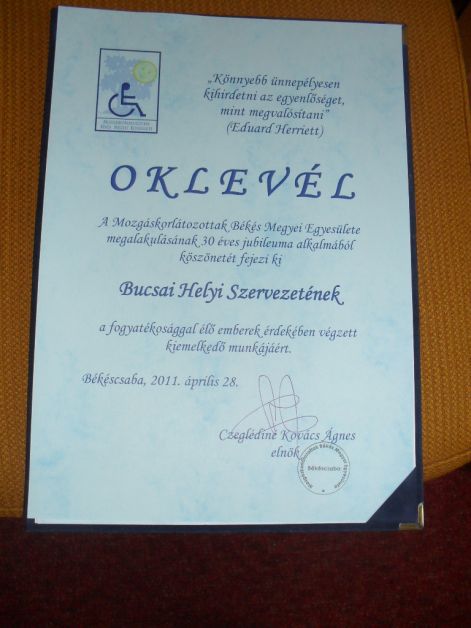 „Könnyebb ünnepélyesen
kihirdetni az egyenlőséget,
mint megvalósítani”
(Eduard Herriett)
OKLEVÉL
A Mozgáskorlátozottak Békés Megyei Egyesülete
megalakulásának 30 éves jubileuma alkalmából
köszönetét fejezi ki
Bucsai Helyi Szervezetének
a fogyatékosággal élő emberek érdekében végzett
kiemelkedő munkájáért.
Békéscsaba, 2011. április 28.
Czeglédiné Kovács Ágnes
elnök
Békéscsaba